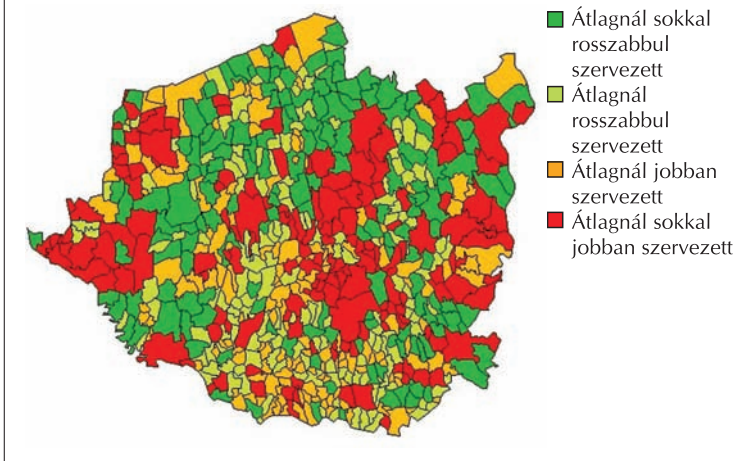 Átlagnál sokkal
rosszabbul
szervezett
Átlagnál
rosszabbul
szervezett
Átlagnál jobban
szervezett
Átlagnál sokkal
jobban szervezett